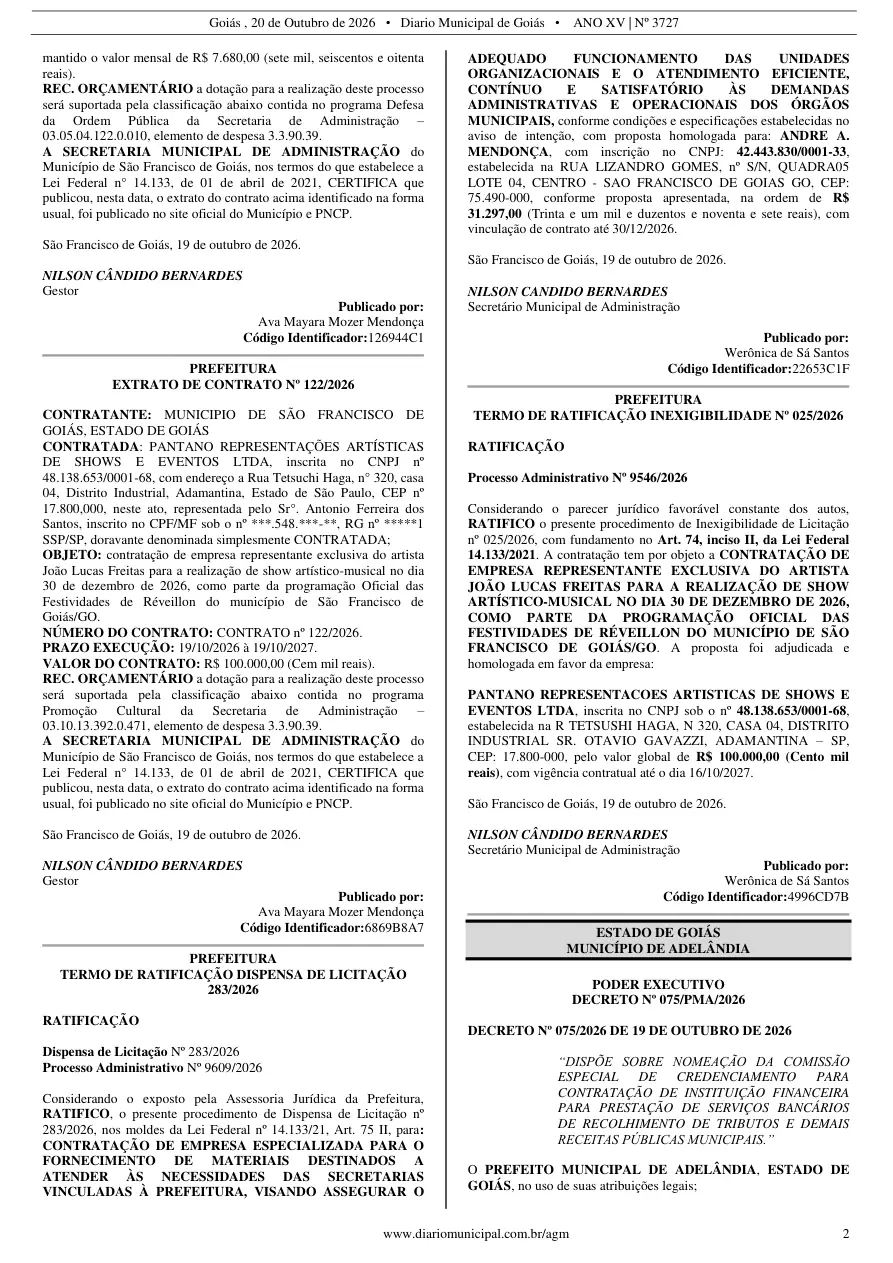 Goiás , 20 de Outubro de 2026 • Diario Municipal de Goiás • ANO XV | Nº 3727
mantido o valor mensal de R$ 7.680,00 (sete mil, seiscentos e oitenta
reais).
REC. ORÇAMENTÁRIO a dotação para a realização deste processo
será suportada pela classificação abaixo contida no programa Defesa
da Ordem Pública da Secretaria de Administração –
03.05.04.122.0.010, elemento de despesa 3.3.90.39.
A SECRETARIA MUNICIPAL DE ADMINISTRAÇÃO do
Município de São Francisco de Goiás, nos termos do que estabelece a
Lei Federal n° 14.133, de 01 de abril de 2021, CERTIFICA que
publicou, nesta data, o extrato do contrato acima identificado na forma
usual, foi publicado no site oficial do Município e PNCP.
São Francisco de Goiás, 19 de outubro de 2026.
NILSON CÂNDIDO BERNARDES
Gestor
Publicado por:
Ava Mayara Mozer Mendonça
Código Identificador:126944C1
PREFEITURA
EXTRATO DE CONTRATO Nº 122/2026
CONTRATANTE: MUNICIPIO DE SÃO FRANCISCO DE
GOIÁS, ESTADO DE GOIÁS
CONTRATADA: PANTANO REPRESENTAÇÕES ARTÍSTICAS
DE SHOWS E EVENTOS LTDA, inscrita no CNPJ nº
48.138.653/0001-68, com endereço a Rua Tetsuchi Haga, n° 320, casa
04, Distrito Industrial, Adamantina, Estado de São Paulo, CEP nº
17.800,000, neste ato, representada pelo Sr°. Antonio Ferreira dos
Santos, inscrito no CPF/MF sob o nº ***.548.***-**, RG nº *****1
SSP/SP, doravante denominada simplesmente CONTRATADA;
OBJETO: contratação de empresa representante exclusiva do artista
João Lucas Freitas para a realização de show artístico-musical no dia
30 de dezembro de 2026, como parte da programação Oficial das
Festividades de Réveillon do município de São Francisco de
Goiás/GO.
NÚMERO DO CONTRATO: CONTRATO nº 122/2026.
PRAZO EXECUÇÃO: 19/10/2026 à 19/10/2027.
VALOR DO CONTRATO: R$ 100.000,00 (Cem mil reais).
REC. ORÇAMENTÁRIO a dotação para a realização deste processo
será suportada pela classificação abaixo contida no programa
Promoção Cultural da Secretaria de Administração –
03.10.13.392.0.471, elemento de despesa 3.3.90.39.
A SECRETARIA MUNICIPAL DE ADMINISTRAÇÃO do
Município de São Francisco de Goiás, nos termos do que estabelece a
Lei Federal n° 14.133, de 01 de abril de 2021, CERTIFICA que
publicou, nesta data, o extrato do contrato acima identificado na forma
usual, foi publicado no site oficial do Município e PNCP.
São Francisco de Goiás, 19 de outubro de 2026.
NILSON CÂNDIDO BERNARDES
Gestor
Publicado por:
Ava Mayara Mozer Mendonça
Código Identificador:6869B8A7
PREFEITURA
TERMO DE RATIFICAÇÃO DISPENSA DE LICITAÇÃO
283/2026
RATIFICAÇÃO
Dispensa de Licitação Nº 283/2026
Processo Administrativo Nº 9609/2026
Considerando o exposto pela Assessoria Jurídica da Prefeitura,
RATIFICO, o presente procedimento de Dispensa de Licitação nº
283/2026, nos moldes da Lei Federal nº 14.133/21, Art. 75 II, para:
CONTRATAÇÃO DE EMPRESA ESPECIALIZADA PARA O
FORNECIMENTO DE MATERIAIS DESTINADOS A
ATENDER ÀS NECESSIDADES DAS SECRETARIAS
VINCULADAS À PREFEITURA, VISANDO ASSEGURAR O
ADEQUADO FUNCIONAMENTO DAS UNIDADES
ORGANIZACIONAIS E O ATENDIMENTO EFICIENTE,
CONTÍNUO E SATISFATÓRIO ÀS DEMANDAS
ADMINISTRATIVAS E OPERACIONAIS DOS ÓRGÃOS
MUNICIPAIS, conforme condições e especificações estabelecidas no
aviso de intenção, com proposta homologada para: ANDRE A.
MENDONÇA, com inscrição no CNPJ: 42.443.830/0001-33,
estabelecida na RUA LIZANDRO GOMES, nº S/N, QUADRA05
LOTE 04, CENTRO - SAO FRANCISCO DE GOIAS GO, CEP:
75.490-000, conforme proposta apresentada, na ordem de R$
31.297,00 (Trinta e um mil e duzentos e noventa e sete reais), com
vinculação de contrato até 30/12/2026.
São Francisco de Goiás, 19 de outubro de 2026.
NILSON CANDIDO BERNARDES
Secretário Municipal de Administração
Publicado por:
Werônica de Sá Santos
Código Identificador:22653C1F
PREFEITURA
TERMO DE RATIFICAÇÃO INEXIGIBILIDADE Nº 025/2026
RATIFICAÇÃO
Processo Administrativo Nº 9546/2026
Considerando o parecer jurídico favorável constante dos autos,
RATIFICO o presente procedimento de Inexigibilidade de Licitação
nº 025/2026, com fundamento no Art. 74, inciso II, da Lei Federal
14.133/2021. A contratação tem por objeto a CONTRATAÇÃO DE
EMPRESA REPRESENTANTE EXCLUSIVA DO ARTISTA
JOÃO LUCAS FREITAS PARA A REALIZAÇÃO DE SHOW
ARTÍSTICO-MUSICAL NO DIA 30 DE DEZEMBRO DE 2026,
COMO PARTE DA PROGRAMAÇÃO OFICIAL DAS
FESTIVIDADES DE RÉVEILLON DO MUNICÍPIO DE SÃO
FRANCISCO DE GOIÁS/GO. A proposta foi adjudicada e
homologada em favor da empresa:
PANTANO REPRESENTACOES ARTISTICAS DE SHOWS E
EVENTOS LTDA, inscrita no CNPJ sob o nº 48.138.653/0001-68,
estabelecida na R TETSUSHI HAGA, N 320, CASA 04, DISTRITO
INDUSTRIAL SR. OTAVIO GAVAZZI, ADAMANTINA – SP,
CEP: 17.800-000, pelo valor global de R$ 100.000,00 (Cento mil
reais), com vigência contratual até o dia 16/10/2027.
São Francisco de Goiás, 19 de outubro de 2026.
NILSON CÂNDIDO BERNARDES
Secretário Municipal de Administração
Publicado por:
Werônica de Sá Santos
Código Identificador:4996CD7B
ESTADO DE GOIÁS
MUNICÍPIO DE ADELÂNDIA
PODER EXECUTIVO
DECRETO Nº 075/PMA/2026
DECRETO Nº 075/2026 DE 19 DE OUTUBRO DE 2026
“DISPÕE SOBRE NOMEAÇÃO DA COMISSÃO
ESPECIAL DE CREDENCIAMENTO PARA
CONTRATAÇÃO DE INSTITUIÇÃO FINANCEIRA
PARA PRESTAÇÃO DE SERVIÇOS BANCÁRIOS
DE RECOLHIMENTO DE TRIBUTOS E DEMAIS
RECEITAS PÚBLICAS MUNICIPAIS.”
O PREFEITO MUNICIPAL DE ADELÂNDIA, ESTADO DE
GOIÁS, no uso de suas atribuições legais;
www.diariomunicipal.com.br/agm 2